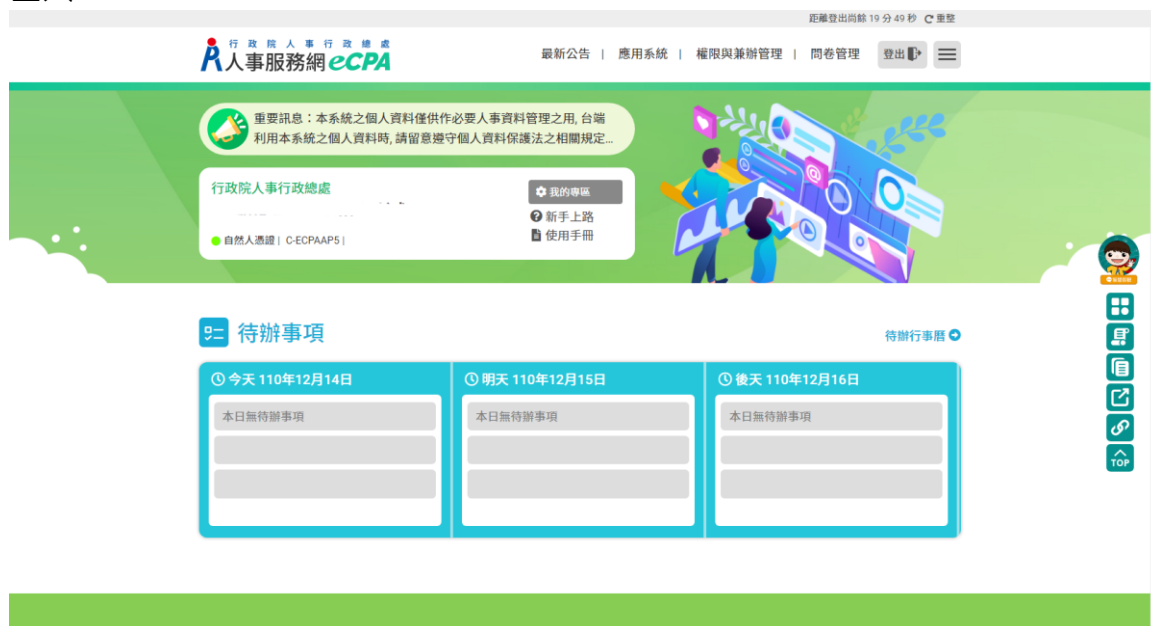 距離登出尚餘 19 分 49 秒 重整
行政院人事行政總處
人事服務網 eCPA
最新公告 | 應用系統 | 權限與兼辦管理 | 問卷管理 登出
重要訊息：本系統之個人資料僅供作必要人事資料管理之用, 台端
利用本系統之個人資料時, 請留意遵守個人資料保護法之相關規定...
行政院人事行政總處
我的專區
新手上路
使用手冊
自然人憑證 | C-ECPAAP5 |
待辦事項
待辦行事曆
今天 110年12月14日
本日無待辦事項
明天 110年12月15日
本日無待辦事項
後天 110年12月16日
本日無待辦事項
TOP